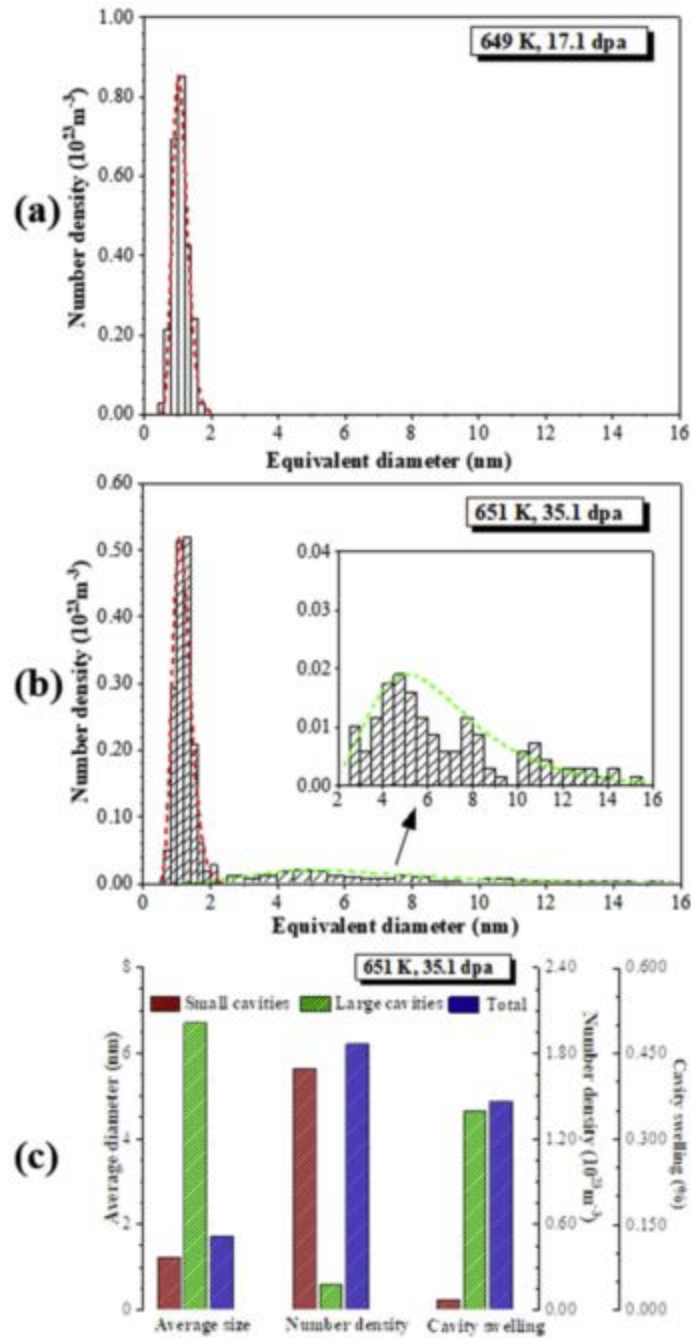 (a)
Number density (10²³m⁻³)
1.00
0.80
0.60
0.40
0.20
0.00
649 K, 17.1 dpa
0 2 4 6 8 10 12 14 16
Equivalent diameter (nm)
(b)
Number density (10²³m⁻³)
0.60
0.50
0.40
0.30
0.20
0.10
0.00
651 K, 35.1 dpa
0.04
0.03
0.02
0.01
0.00
2 4 6 8 10 12 14 16
0 2 4 6 8 10 12 14 16
Equivalent diameter (nm)
(c)
651 K, 35.1 dpa
Small cavities Large cavities Total
Average diameter (nm)
8
6
4
2
0
2.40
1.80
1.20
0.60
0.00
Number density (10²³m⁻³)
0.600
0.450
0.300
0.150
0.000
Cavity swelling (%)
Average size Number density Cavity swelling